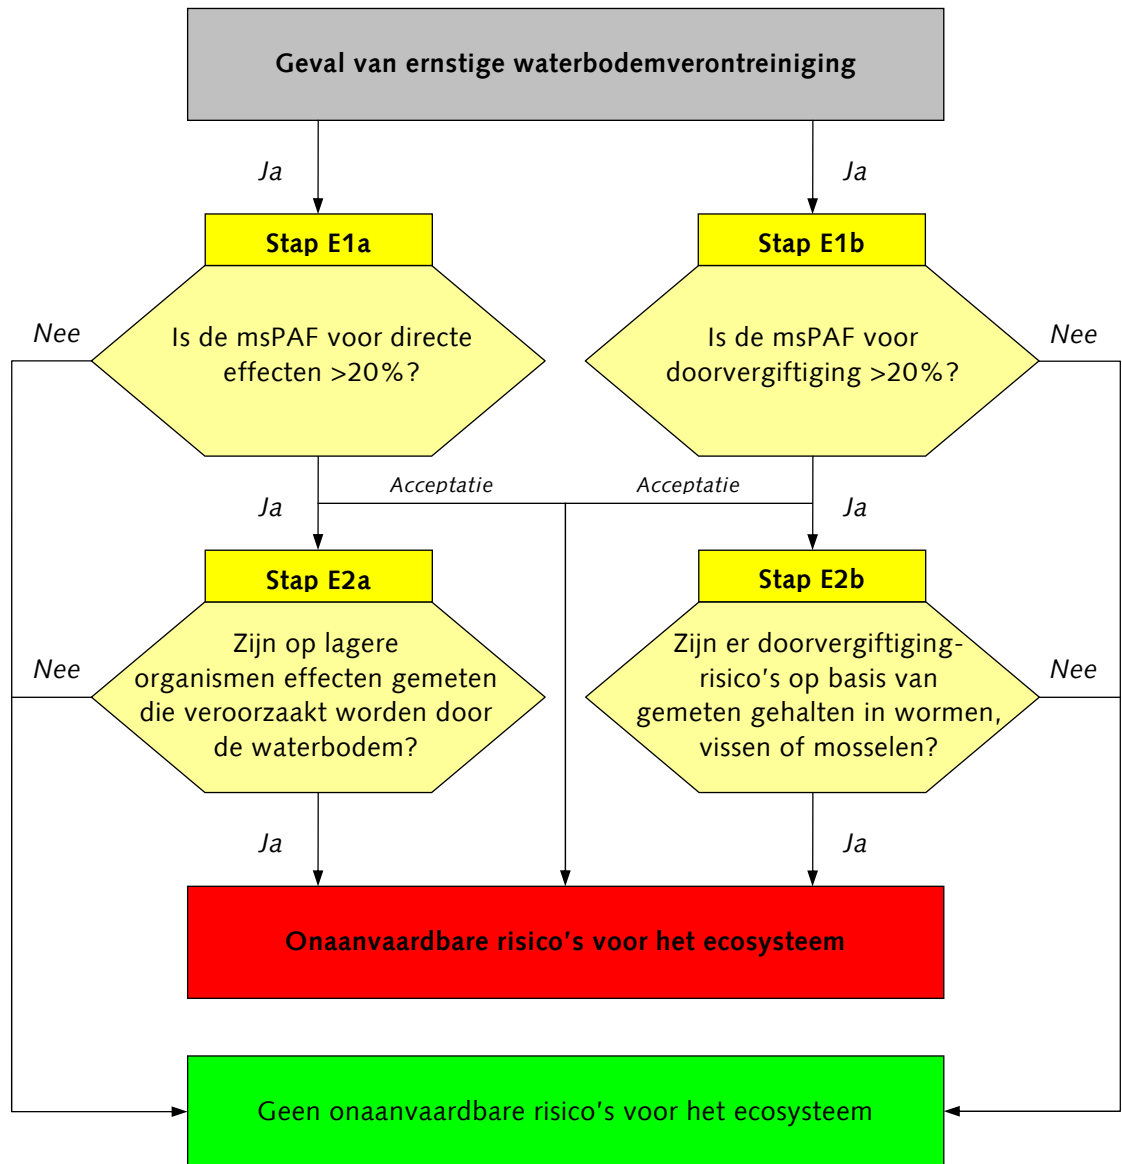 Geval van ernstige waterbodemverontreiniging
Ja
Ja
Stap E1a
Stap E1b
Nee
Is de msPAF voor directe
effecten >20%?
Is de msPAF voor
doorvergiftiging >20%?
Nee
Acceptatie
Acceptatie
Ja
Ja
Stap E2a
Stap E2b
Nee
Zijn op lagere
organismen effecten gemeten
die veroorzaakt worden door
de waterbodem?
Zijn er doorvergiftiging-
risico's op basis van
gemeten gehalten in wormen,
vissen of mosselen?
Nee
Ja
Ja
Onaanvaardbare risico's voor het ecosysteem
Geen onaanvaardbare risico's voor het ecosysteem